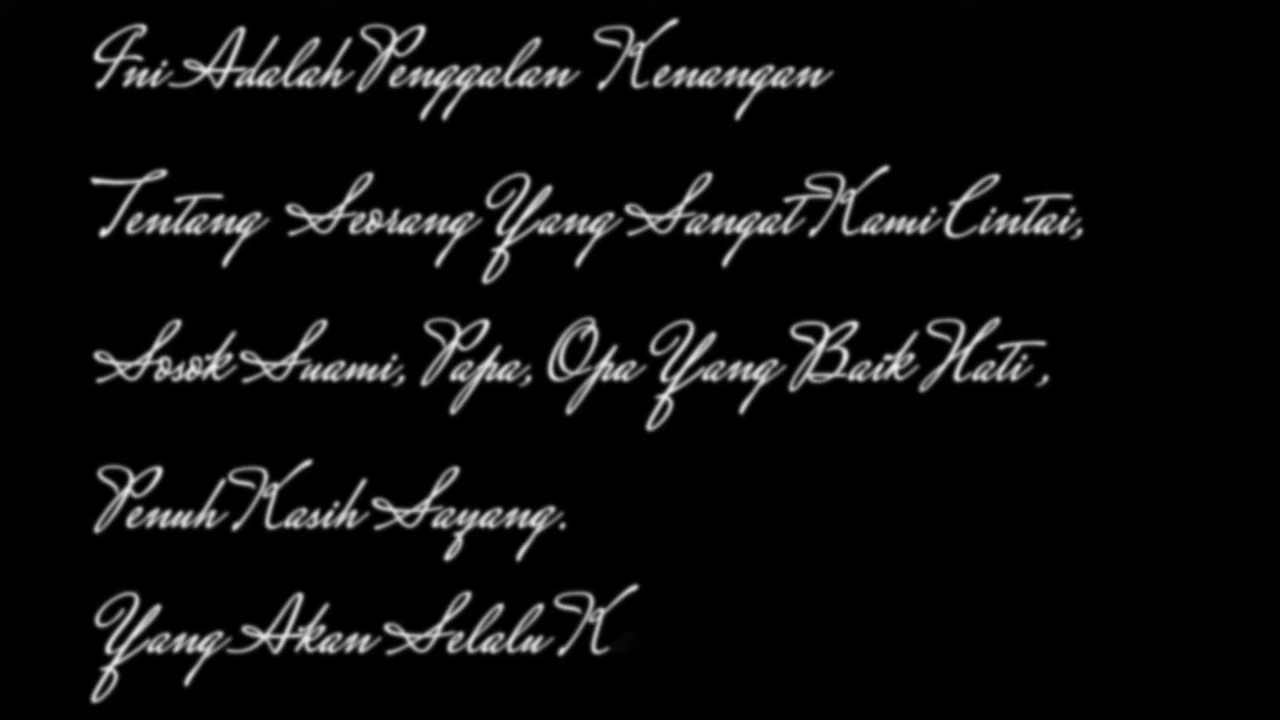 Ini Adalah Penggalan Kenangan
Tentang Seorang Yang Sangat Kami Cintai,
Sosok Suami, Papa, Opa Yang Baik Hati ,
Penuh Kasih Sayang.
Yang Akan Selalu K